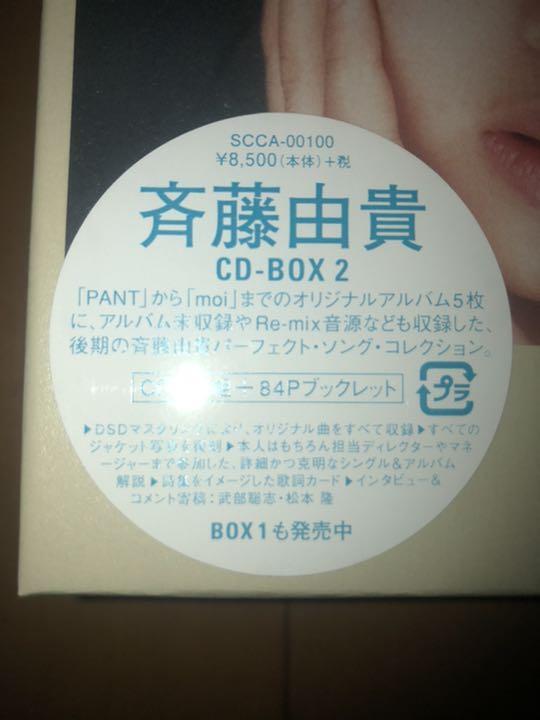 SCCA-00100
¥8,500(本体)+税
斉藤由貴
CD-BOX 2
「PANT」から「moi」までのオリジナルアルバム5枚
に、アルバム未収録やRe-mix音源なども収録した、
後期の斉藤由貴パーフェクト・ソング・コレクション。
+84Pブックレット
プラ
▶DSDマスタリングにより、オリジナル曲をすべて収録▶すべての
ジャケット写真を復刻▶本人はもちろん担当ディレクターやマネ
ージャーまで参加した、詳細かつ克明なシングル&アルバム
解説▶詩集をイメージした歌詞カード▶インタビュー&
コメント寄稿：武部聡志・松本 隆
BOX1も発売中